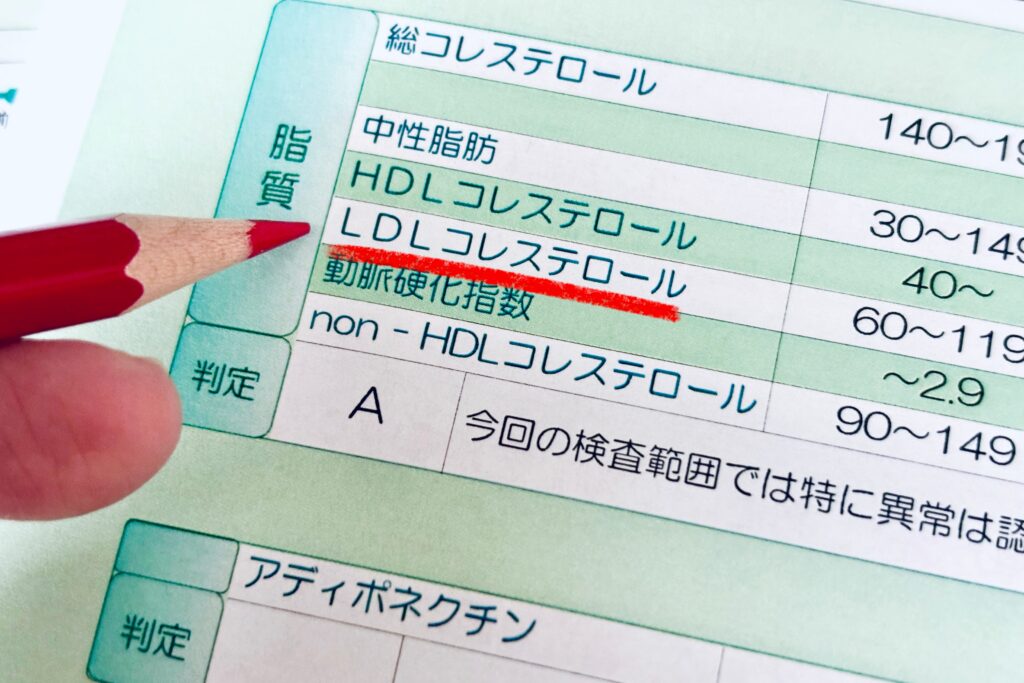 総コレステロール 140～19
中性脂肪 30～149
HDLコレステロール 40～
LDLコレステロール 60～119
動脈硬化指数 ～2.9
non - HDLコレステロール 90～149
脂質
判定 A 今回の検査範囲では特に異常は認
アディポネクチン
判定